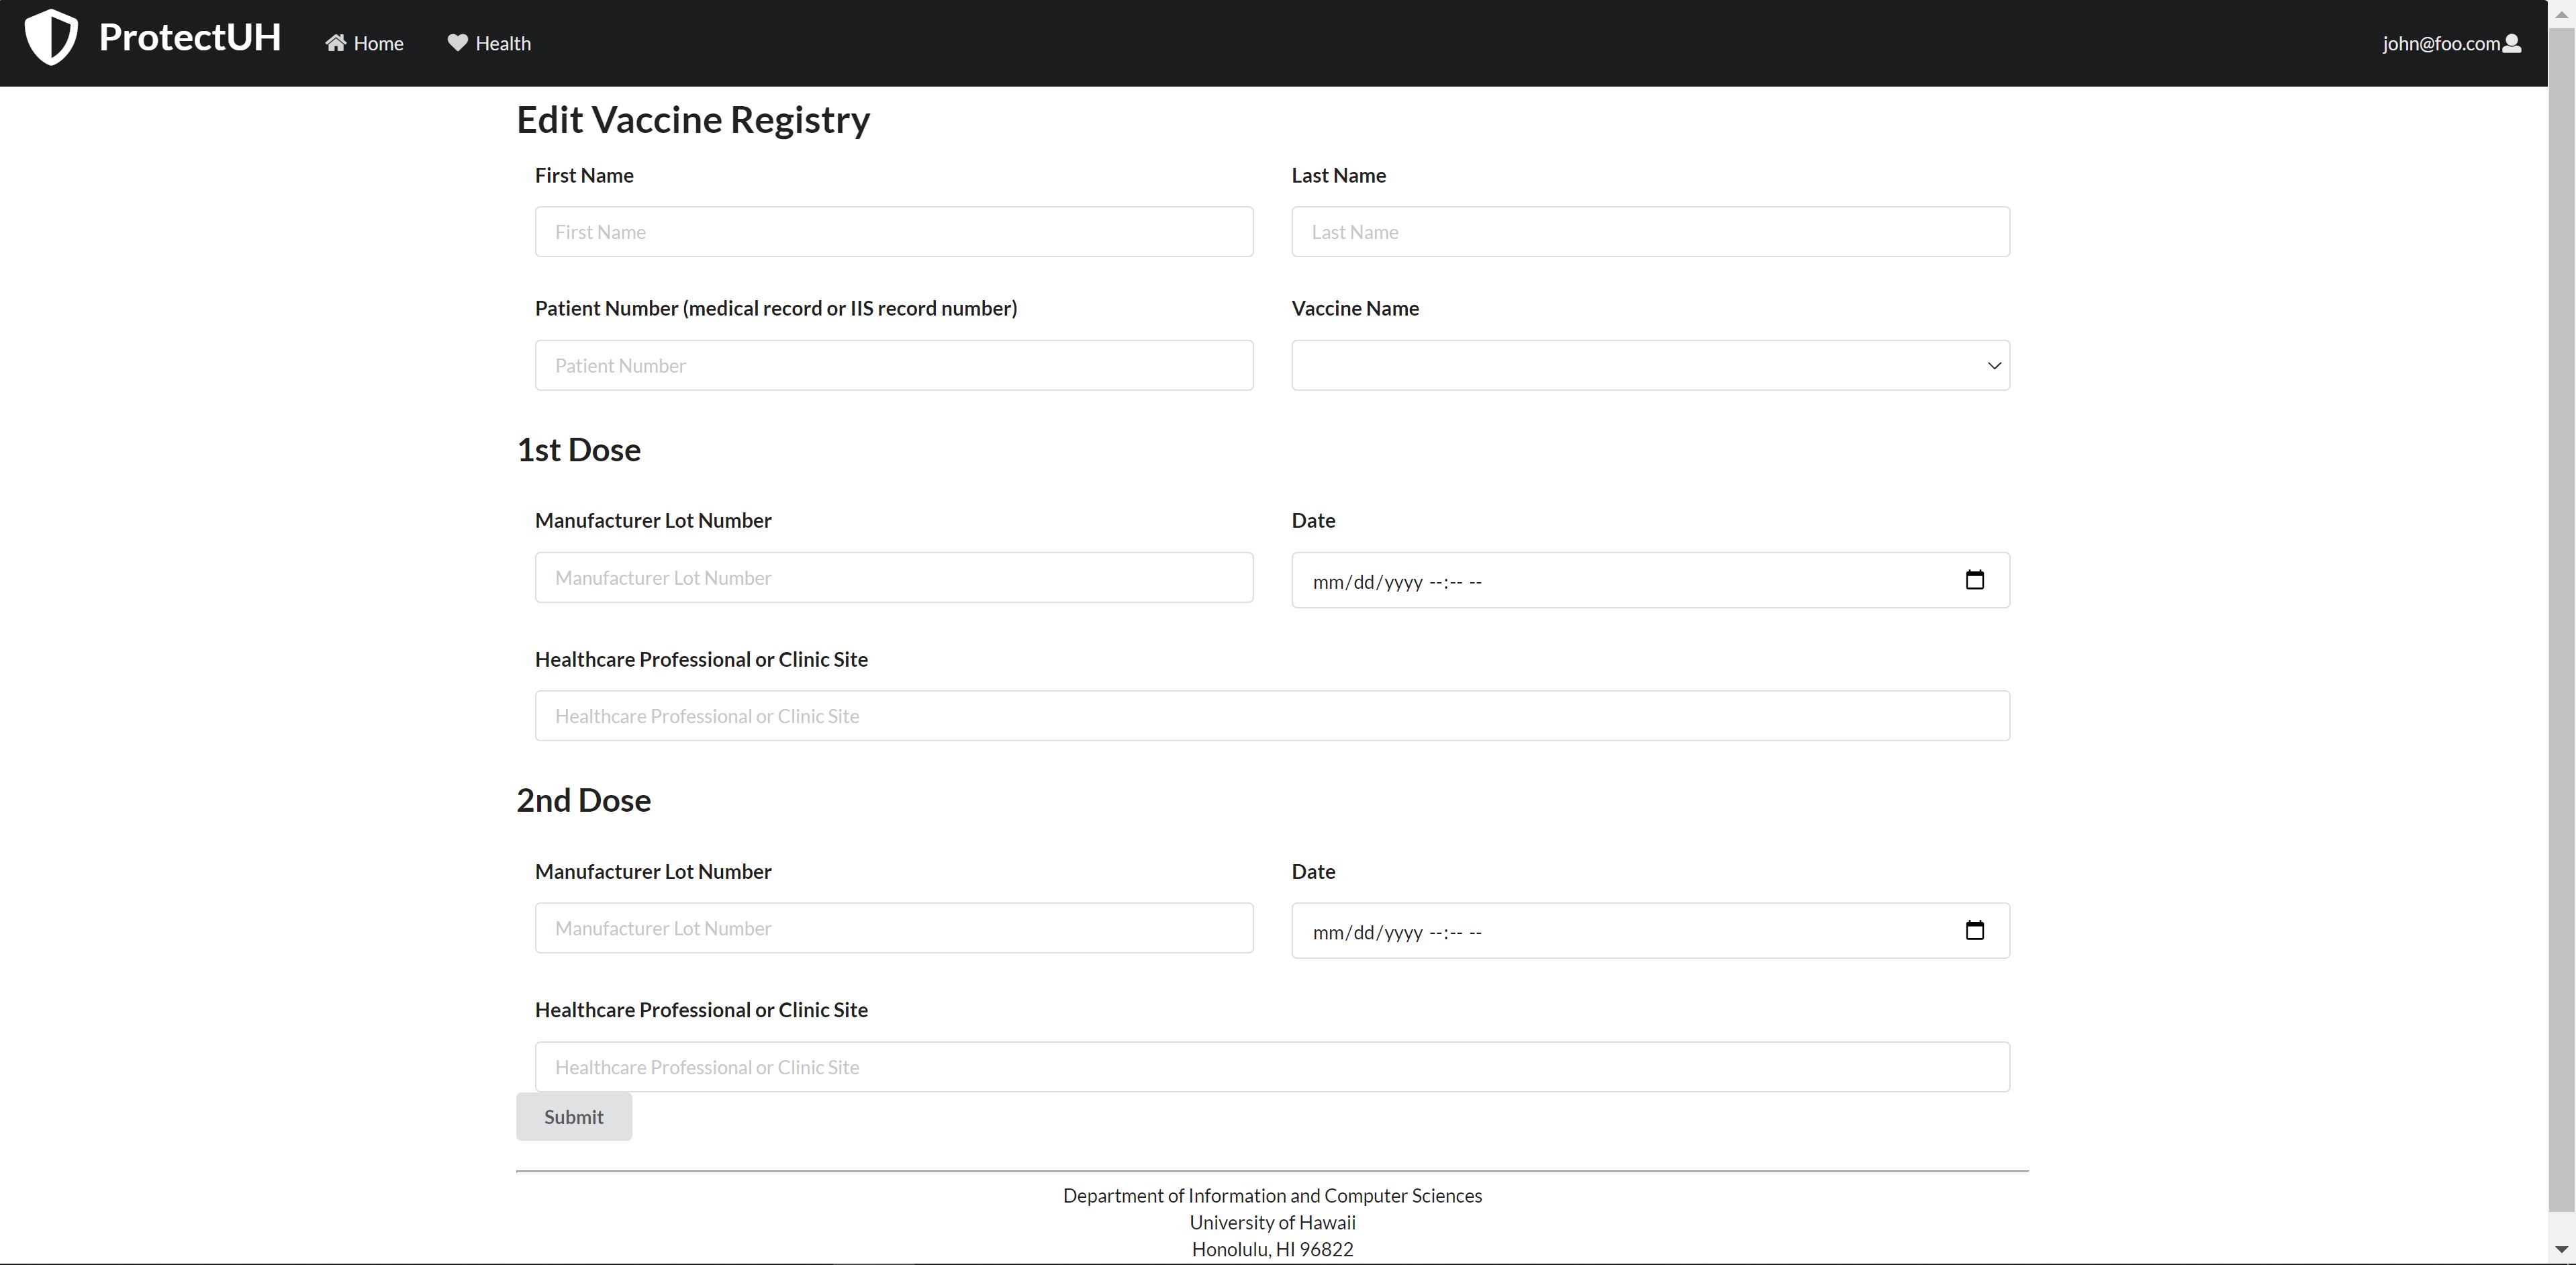 ProtectUH Home Health john@foo.com
Edit Vaccine Registry
First Name Last Name
First Name Last Name
Patient Number (medical record or IIS record number) Vaccine Name
Patient Number
1st Dose
Manufacturer Lot Number Date
Manufacturer Lot Number mm/dd/yyyy --:-- --
Healthcare Professional or Clinic Site
Healthcare Professional or Clinic Site
2nd Dose
Manufacturer Lot Number Date
Manufacturer Lot Number mm/dd/yyyy --:-- --
Healthcare Professional or Clinic Site
Healthcare Professional or Clinic Site
Submit
Department of Information and Computer Sciences
University of Hawaii
Honolulu, HI 96822